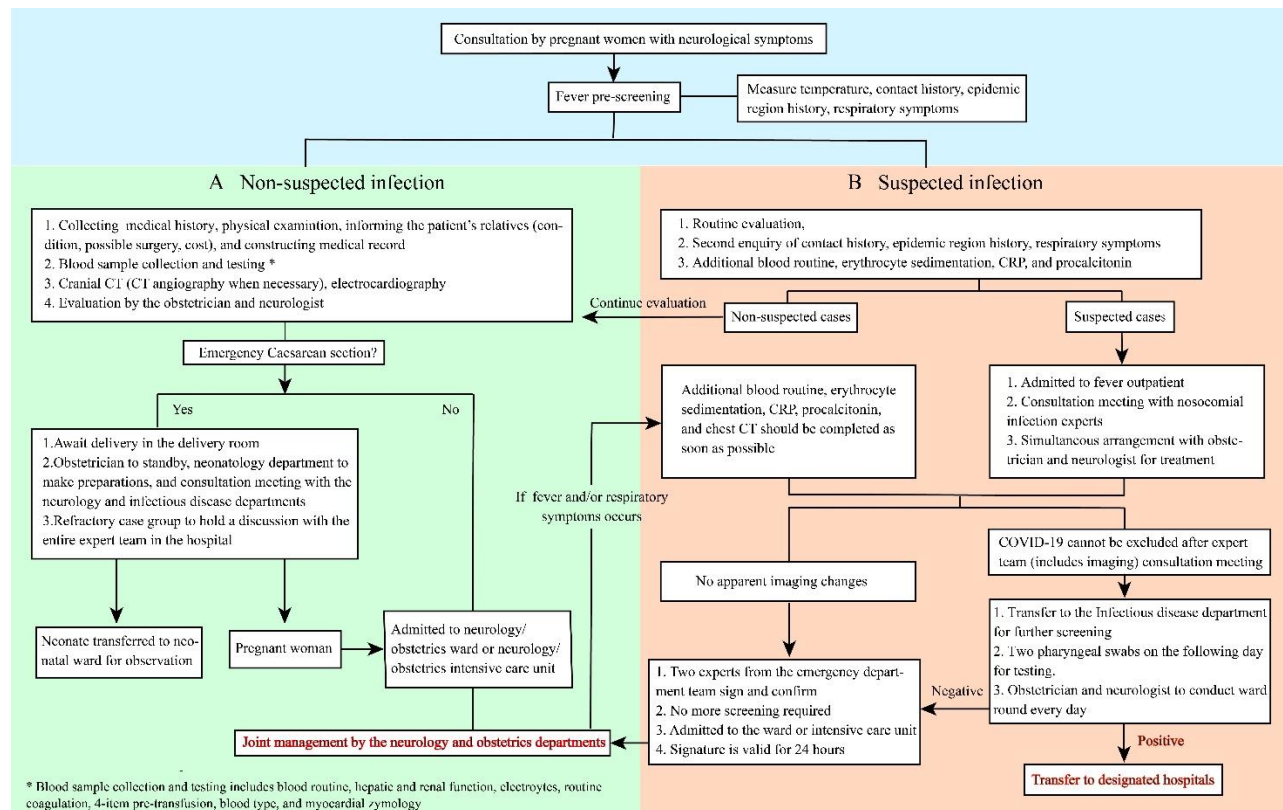 Consultation by pregnant women with neurological symptoms
Fever pre-screening
Measure temperature, contact history, epidemic
region history, respiratory symptoms
A Non-suspected infection
1. Collecting medical history, physical examintion, informing the patient's relatives (con-
dition, possible surgery, cost), and constructing medical record
2. Blood sample collection and testing *
3. Cranial CT (CT angiography when necessary), electrocardiography
4. Evaluation by the obstetrician and neurologist
Emergency Caesarean section?
Yes
No
1.Await delivery in the delivery room
2.Obstetrician to standby, neonatology department to
make preparations, and consultation meeting with the
neurology and infectious disease departments
3.Refractory case group to hold a discussion with the
entire expert team in the hospital
Neonate transferred to neo-
natal ward for observation
Pregnant woman
Admitted to neurology/
obstetrics ward or neurology/
obstetrics intensive care unit
Joint management by the neurology and obstetrics departments
* Blood sample collection and testing includes blood routine, hepatic and renal function, electroytes, routine
coagulation, 4-item pre-transfusion, blood type, and myocardial zymology
B Suspected infection
1. Routine evaluation,
2. Second enquiry of contact history, epidemic region history, respiratory symptoms
3. Additional blood routine, erythrocyte sedimentation, CRP, and procalcitonin
Continue evaluation
Non-suspected cases
Suspected cases
Additional blood routine, erythrocyte
sedimentation, CRP, procalcitonin,
and chest CT should be completed as
soon as possible
1. Admitted to fever outpatient
2. Consultation meeting with nosocomial
infection experts
3. Simultaneous arrangement with obste-
trician and neurologist for treatment
If fever and/or respiratory
symptoms occurs
No apparent imaging changes
COVID-19 cannot be excluded after expert
team (includes imaging) consultation meeting
1. Transfer to the Infectious disease department
for further screening
2. Two pharyngeal swabs on the following day
for testing.
3. Obstetrician and neurologist to conduct ward
round every day
Negative
1. Two experts from the emergency depart-
ment team sign and confirm
2. No more screening required
3. Admitted to the ward or intensive care unit
4. Signature is valid for 24 hours
Positive
Transfer to designated hospitals